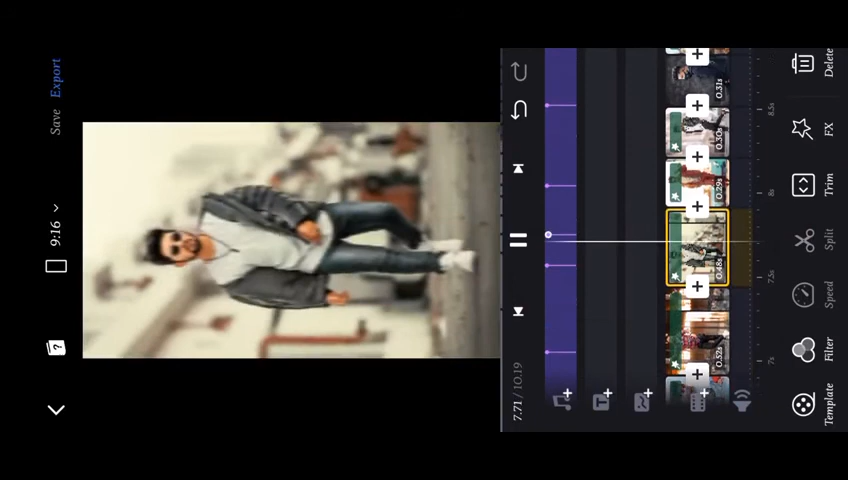 9:16
Save
Export
7.71 / 10.19
0.52s
0.48s
0.29s
0.30s
0.31s
7s
7.5s
8s
8.5s
Template
Filter
Speed
Split
Trim
FX
Delete